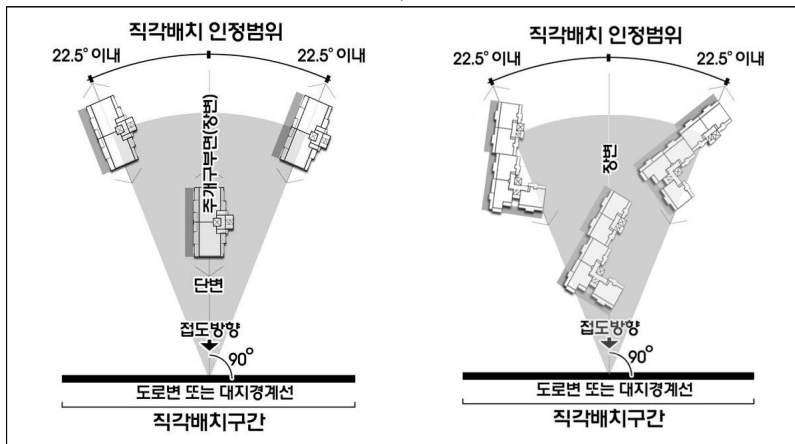 직각배치 인정범위
22.5° 이내
22.5° 이내
주개구부면(장변)
단변
접도방향
90°
도로변 또는 대지경계선
직각배치구간
직각배치 인정범위
22.5° 이내
22.5° 이내
장변
접도방향
90°
도로변 또는 대지경계선
직각배치구간